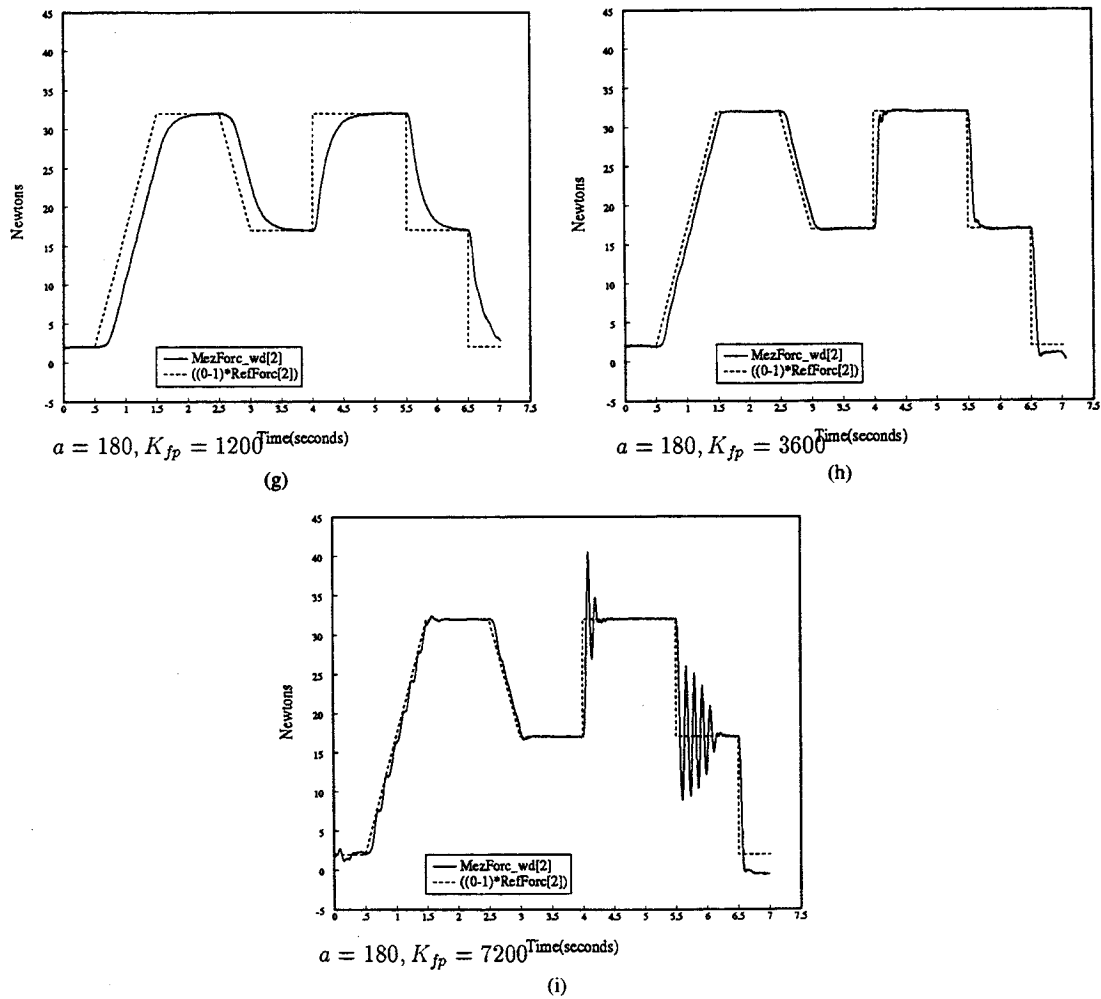 45
40
35
30
25
20
15
10
5
0
-5
Newtons
MezForc_wd[2]
((0-1)*RefForc[2])
0 .5 1 1.5 2 2.5 3 3.5 4 4.5 5 5.5 6 6.5 7 7.5
Time(seconds)
a = 180, K_{fp} = 1200
(g)
45
40
35
30
25
20
15
10
5
0
-5
Newtons
MezForc_wd[2]
((0-1)*RefForc[2])
0 .5 1 1.5 2 2.5 3 3.5 4 4.5 5 5.5 6 6.5 7 7.5
Time(seconds)
a = 180, K_{fp} = 3600
(h)
45
40
35
30
25
20
15
10
5
0
-5
Newtons
MezForc_wd[2]
((0-1)*RefForc[2])
0 .5 1 1.5 2 2.5 3 3.5 4 4.5 5 5.5 6 6.5 7 7.5
Time(seconds)
a = 180, K_{fp} = 7200
(i)